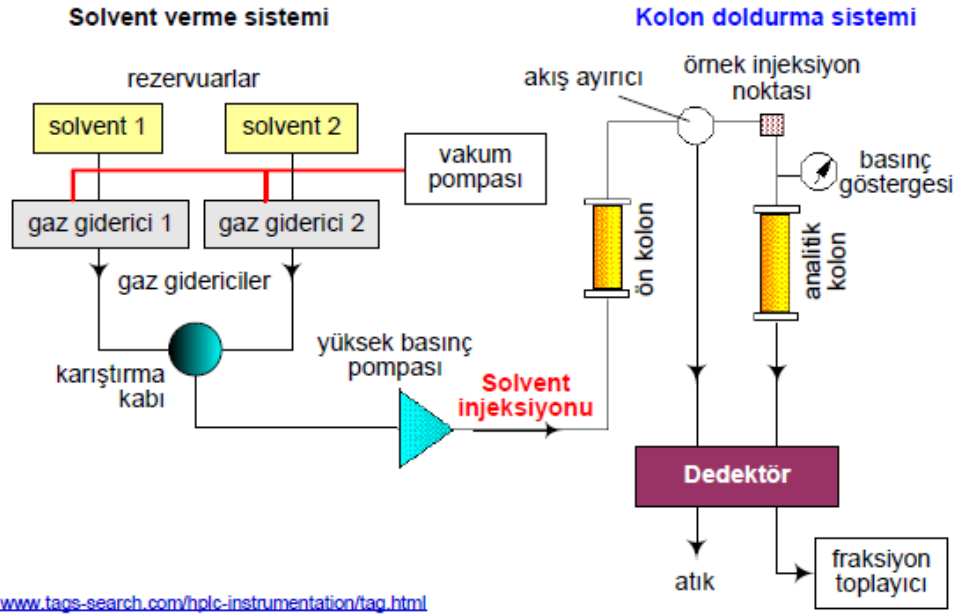 Solvent verme sistemi
Kolon doldurma sistemi
rezervuarlar
solvent 1
solvent 2
vakum
pompası
gaz giderici 1
gaz giderici 2
gaz gidericiler
karıştırma
kabı
yüksek basınç
pompası
Solvent
injeksiyonu
akış ayırıcı
örnek injeksiyon
noktası
basınç
göstergesi
ön kolon
analitik
kolon
Dedektör
atık
fraksiyon
toplayıcı
www.tags-search.com/hplc-instrumentation/tag.html